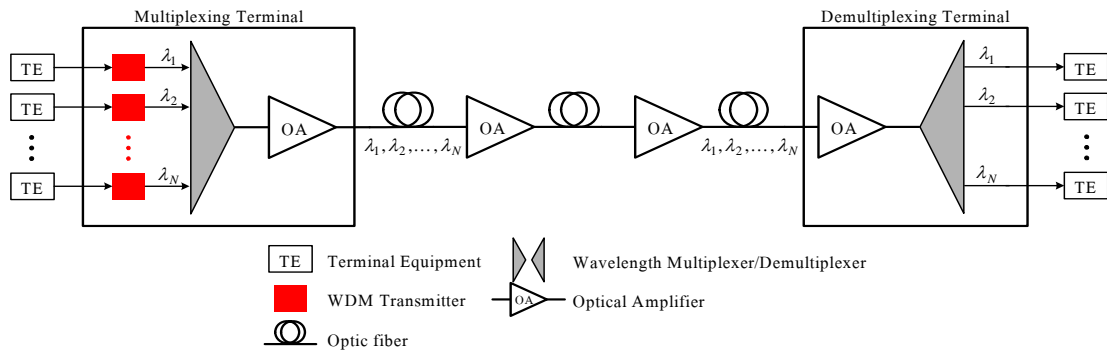 Multiplexing Terminal
Demultiplexing Terminal
TE λ1 λ1 TE
TE λ2 λ2 TE
OA OA OA OA
λ1, λ2, ..., λN λ1, λ2, ..., λN
TE λN λN TE
TE Terminal Equipment
Wavelength Multiplexer/Demultiplexer
WDM Transmitter
OA Optical Amplifier
Optic fiber